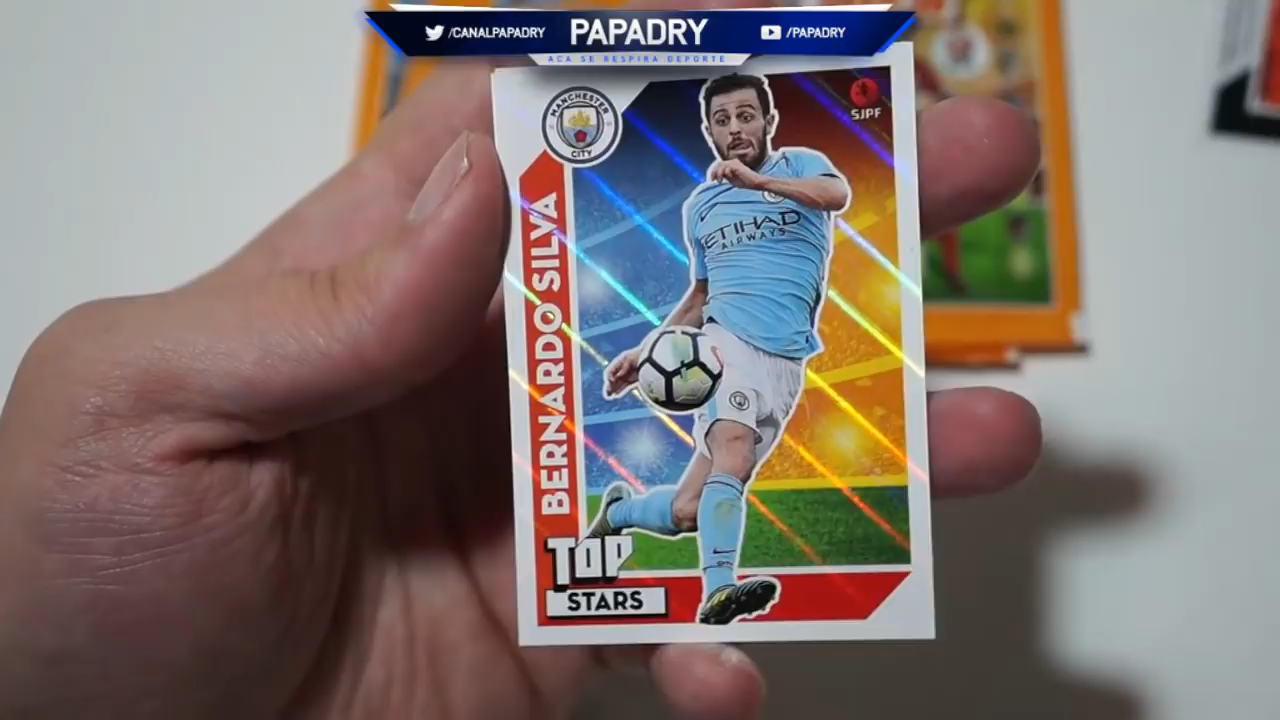 /CANALPAPADRY
PAPADRY
/PAPADRY
ACA SE RESPIRA DEPORTE
MANCHESTER
CITY
SJPF
BERNARDO SILVA
ETIHAD
AIRWAYS
TOP
STARS